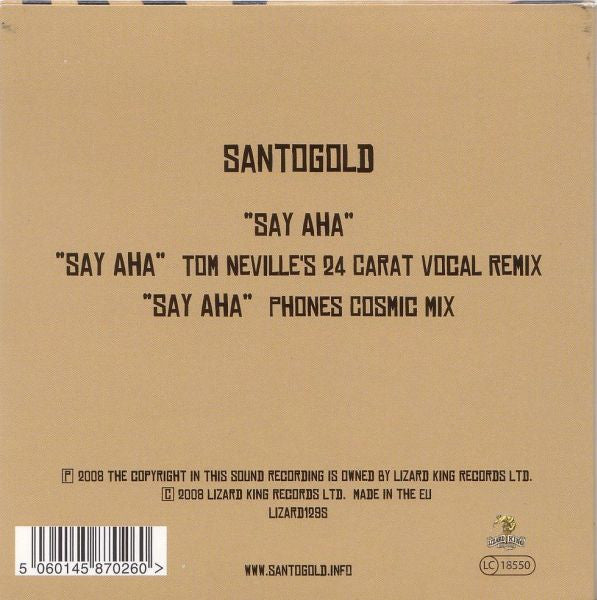 SANTOGOLD
"SAY AHA"
"SAY AHA" TOM NEVILLE'S 24 CARAT VOCAL REMIX
"SAY AHA" PHONES COSMIC MIX
Ⓟ 2008 THE COPYRIGHT IN THIS SOUND RECORDING IS OWNED BY LIZARD KING RECORDS LTD.
© 2008 LIZARD KING RECORDS LTD. MADE IN THE EU
LIZARD129S
LIZARD KING
5 060145 870260 >
WWW.SANTOGOLD.INFO
LC 18550